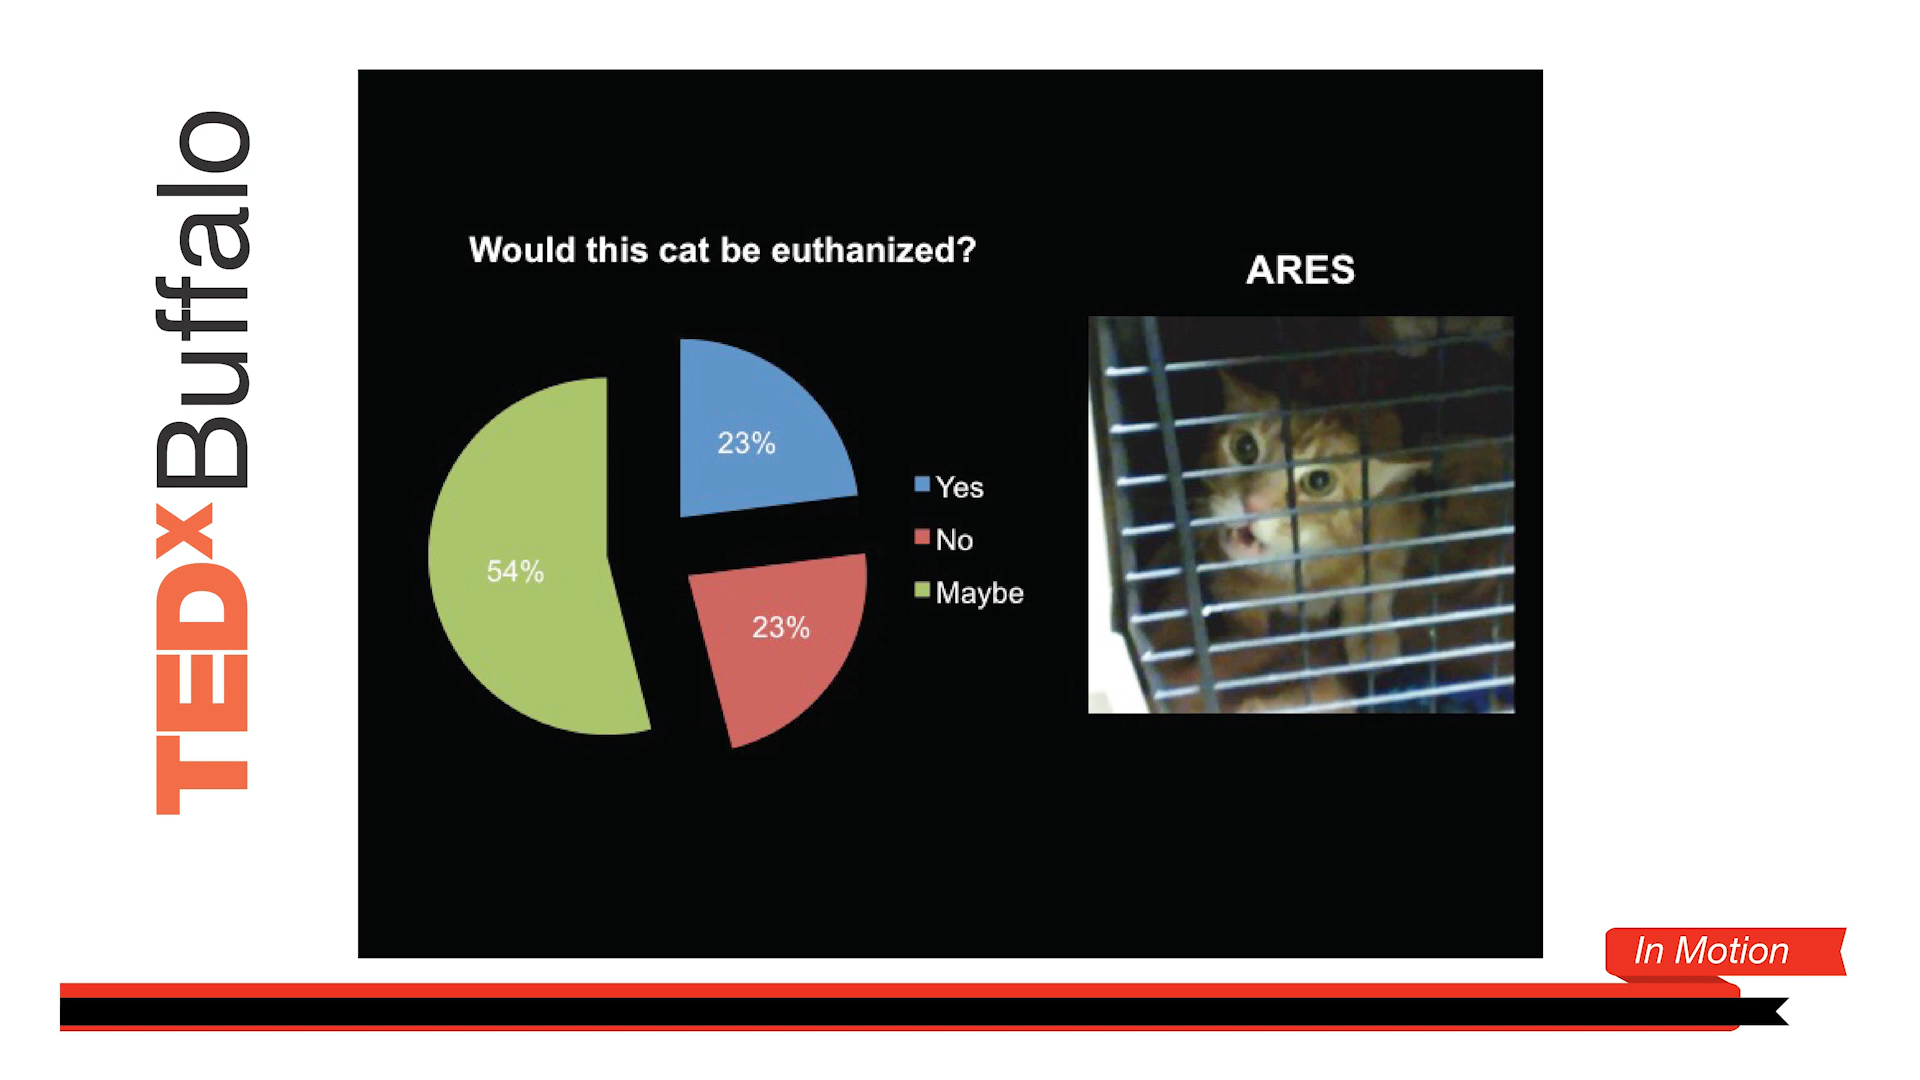 TEDxBuffalo
Would this cat be euthanized?
23%
54%
23%
Yes
No
Maybe
ARES
In Motion